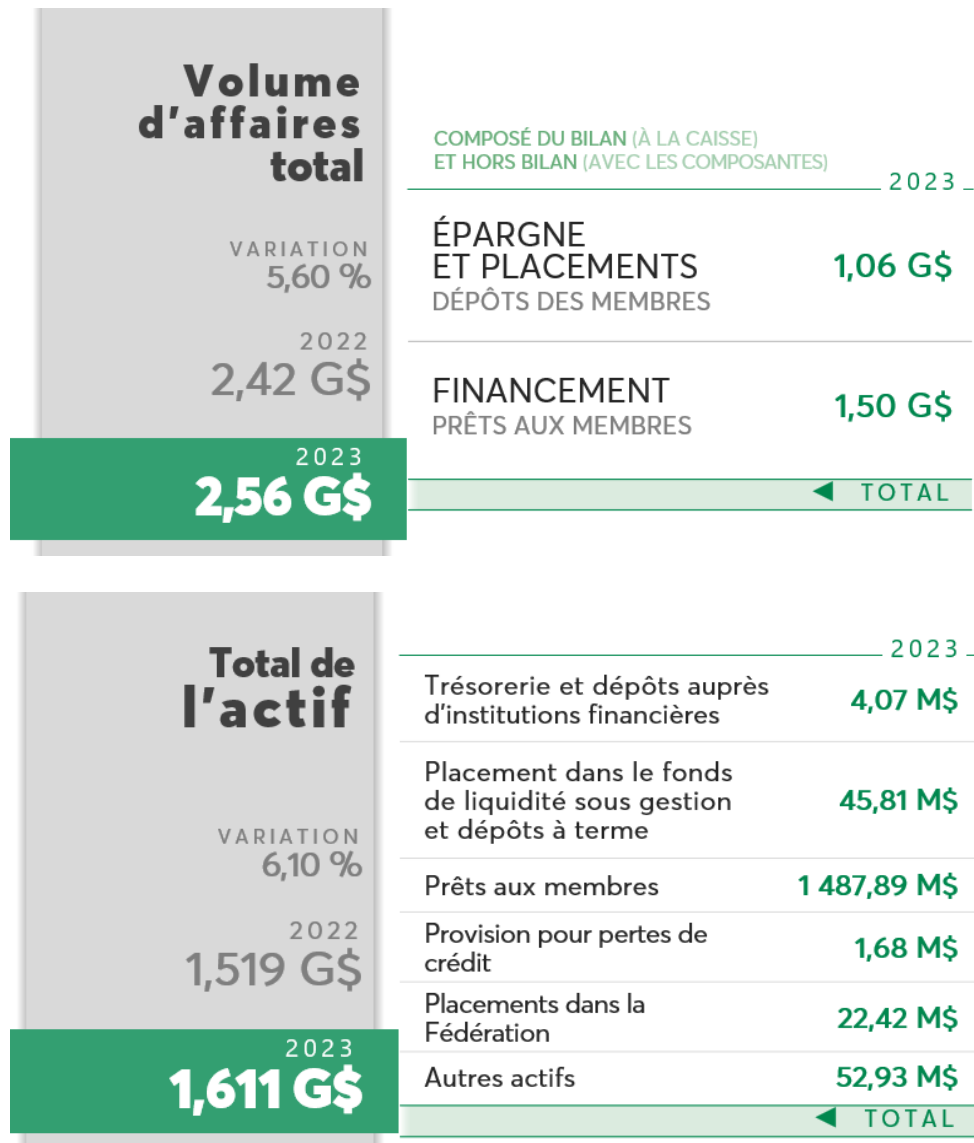 Volume
d'affaires
total
VARIATION
5,60 %
2022
2,42 G$
2023
2,56 G$
COMPOSÉ DU BILAN (À LA CAISSE)
ET HORS BILAN (AVEC LES COMPOSANTES)
2023
ÉPARGNE
ET PLACEMENTS
DÉPÔTS DES MEMBRES
1,06 G$
FINANCEMENT
PRÊTS AUX MEMBRES
1,50 G$
◄ TOTAL
Total de
l'actif
VARIATION
6,10 %
2022
1,519 G$
2023
1,611 G$
2023
Trésorerie et dépôts auprès
d'institutions financières
4,07 M$
Placement dans le fonds
de liquidité sous gestion
et dépôts à terme
45,81 M$
Prêts aux membres 1 487,89 M$
Provision pour pertes de
crédit
1,68 M$
Placements dans la
Fédération
22,42 M$
Autres actifs 52,93 M$
◄ TOTAL